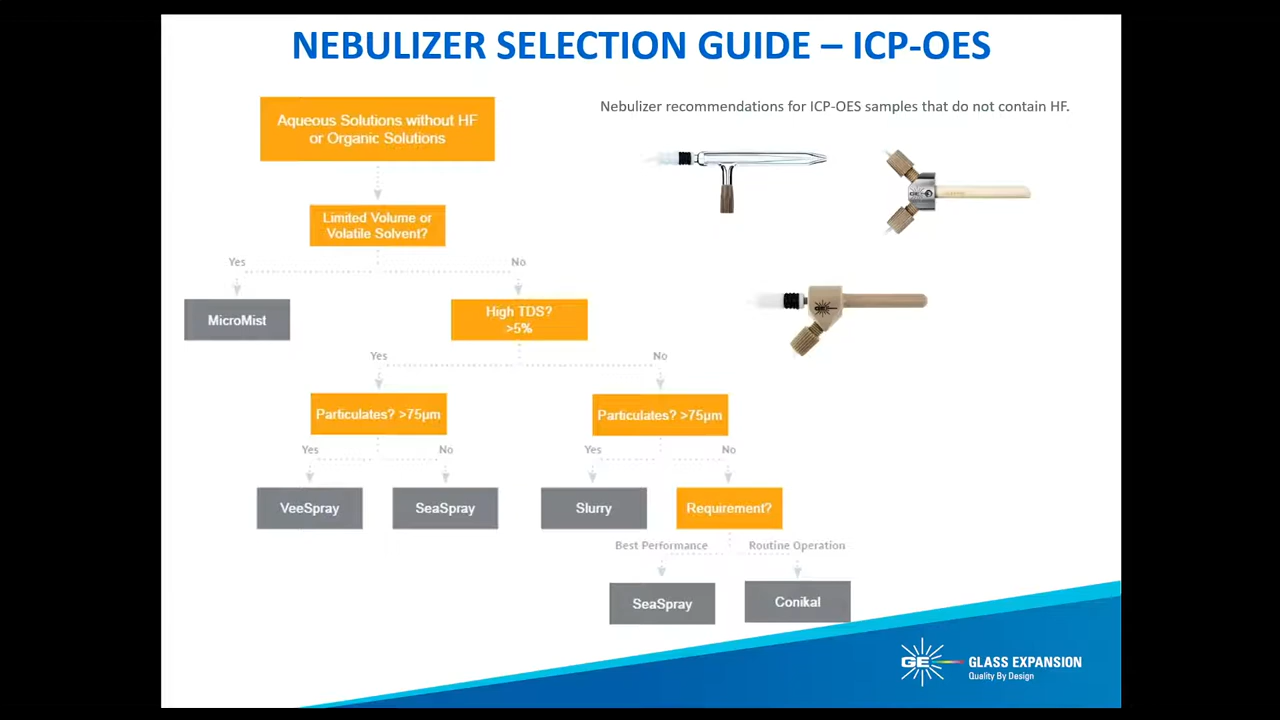 NEBULIZER SELECTION GUIDE – ICP-OES
Nebulizer recommendations for ICP-OES samples that do not contain HF.
Aqueous Solutions without HF
or Organic Solutions
Limited Volume or
Volatile Solvent?
Yes
No
MicroMist
High TDS?
>5%
Yes
No
Particulates? >75µm
Particulates? >75µm
Yes
No
Yes
No
VeeSpray
SeaSpray
Slurry
Requirement?
Best Performance
Routine Operation
SeaSpray
Conikal
GE
GLASS EXPANSION
Quality By Design